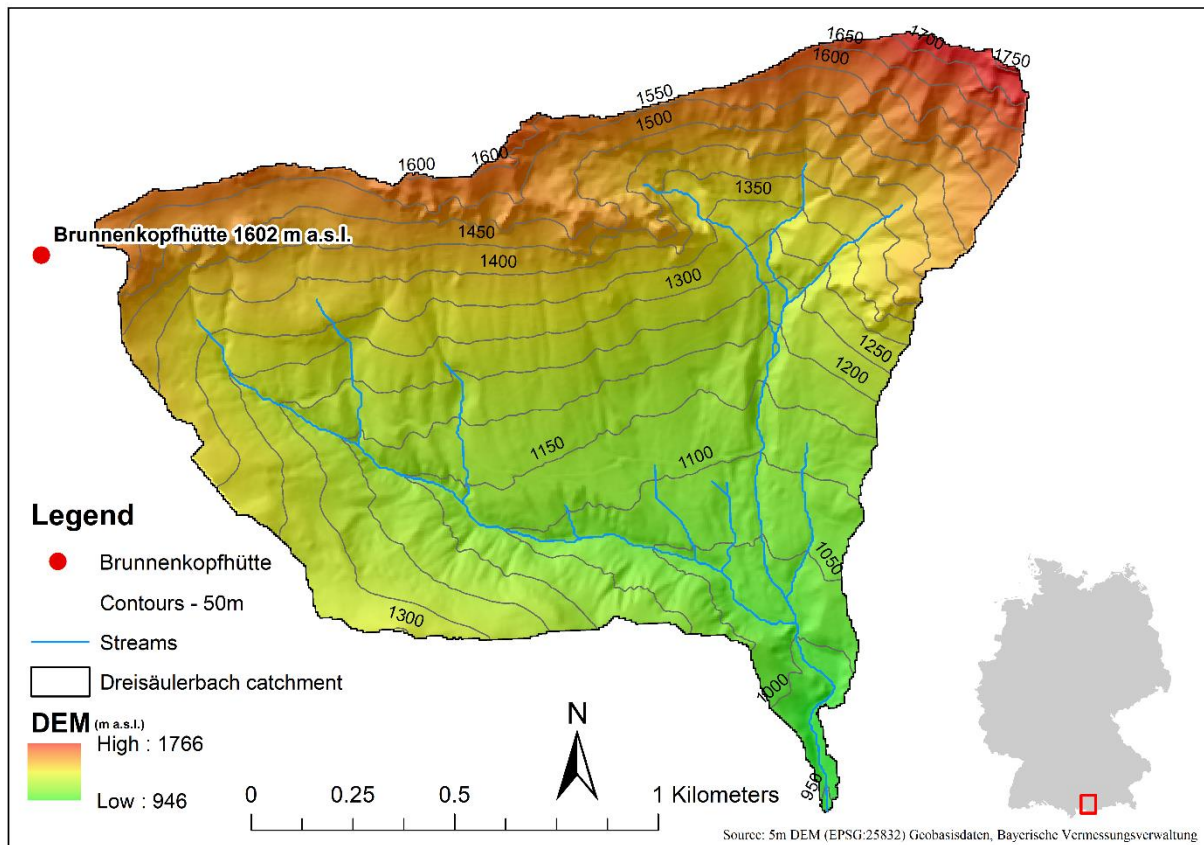 1650
1700
1750
1600
1550
1500
1600
1600
1350
Brunnenkopfhütte 1602 m a.s.l.
1450
1400
1300
1250
1200
1150
1100
1050
1300
1000
950
Legend
Brunnenkopfhütte
Contours - 50m
Streams
Dreisäulerbach catchment
DEM (m a.s.l.)
High : 1766
Low : 946
N
0 0.25 0.5 1 Kilometers
Source: 5m DEM (EPSG:25832) Geobasisdaten, Bayerische Vermessungsverwaltung